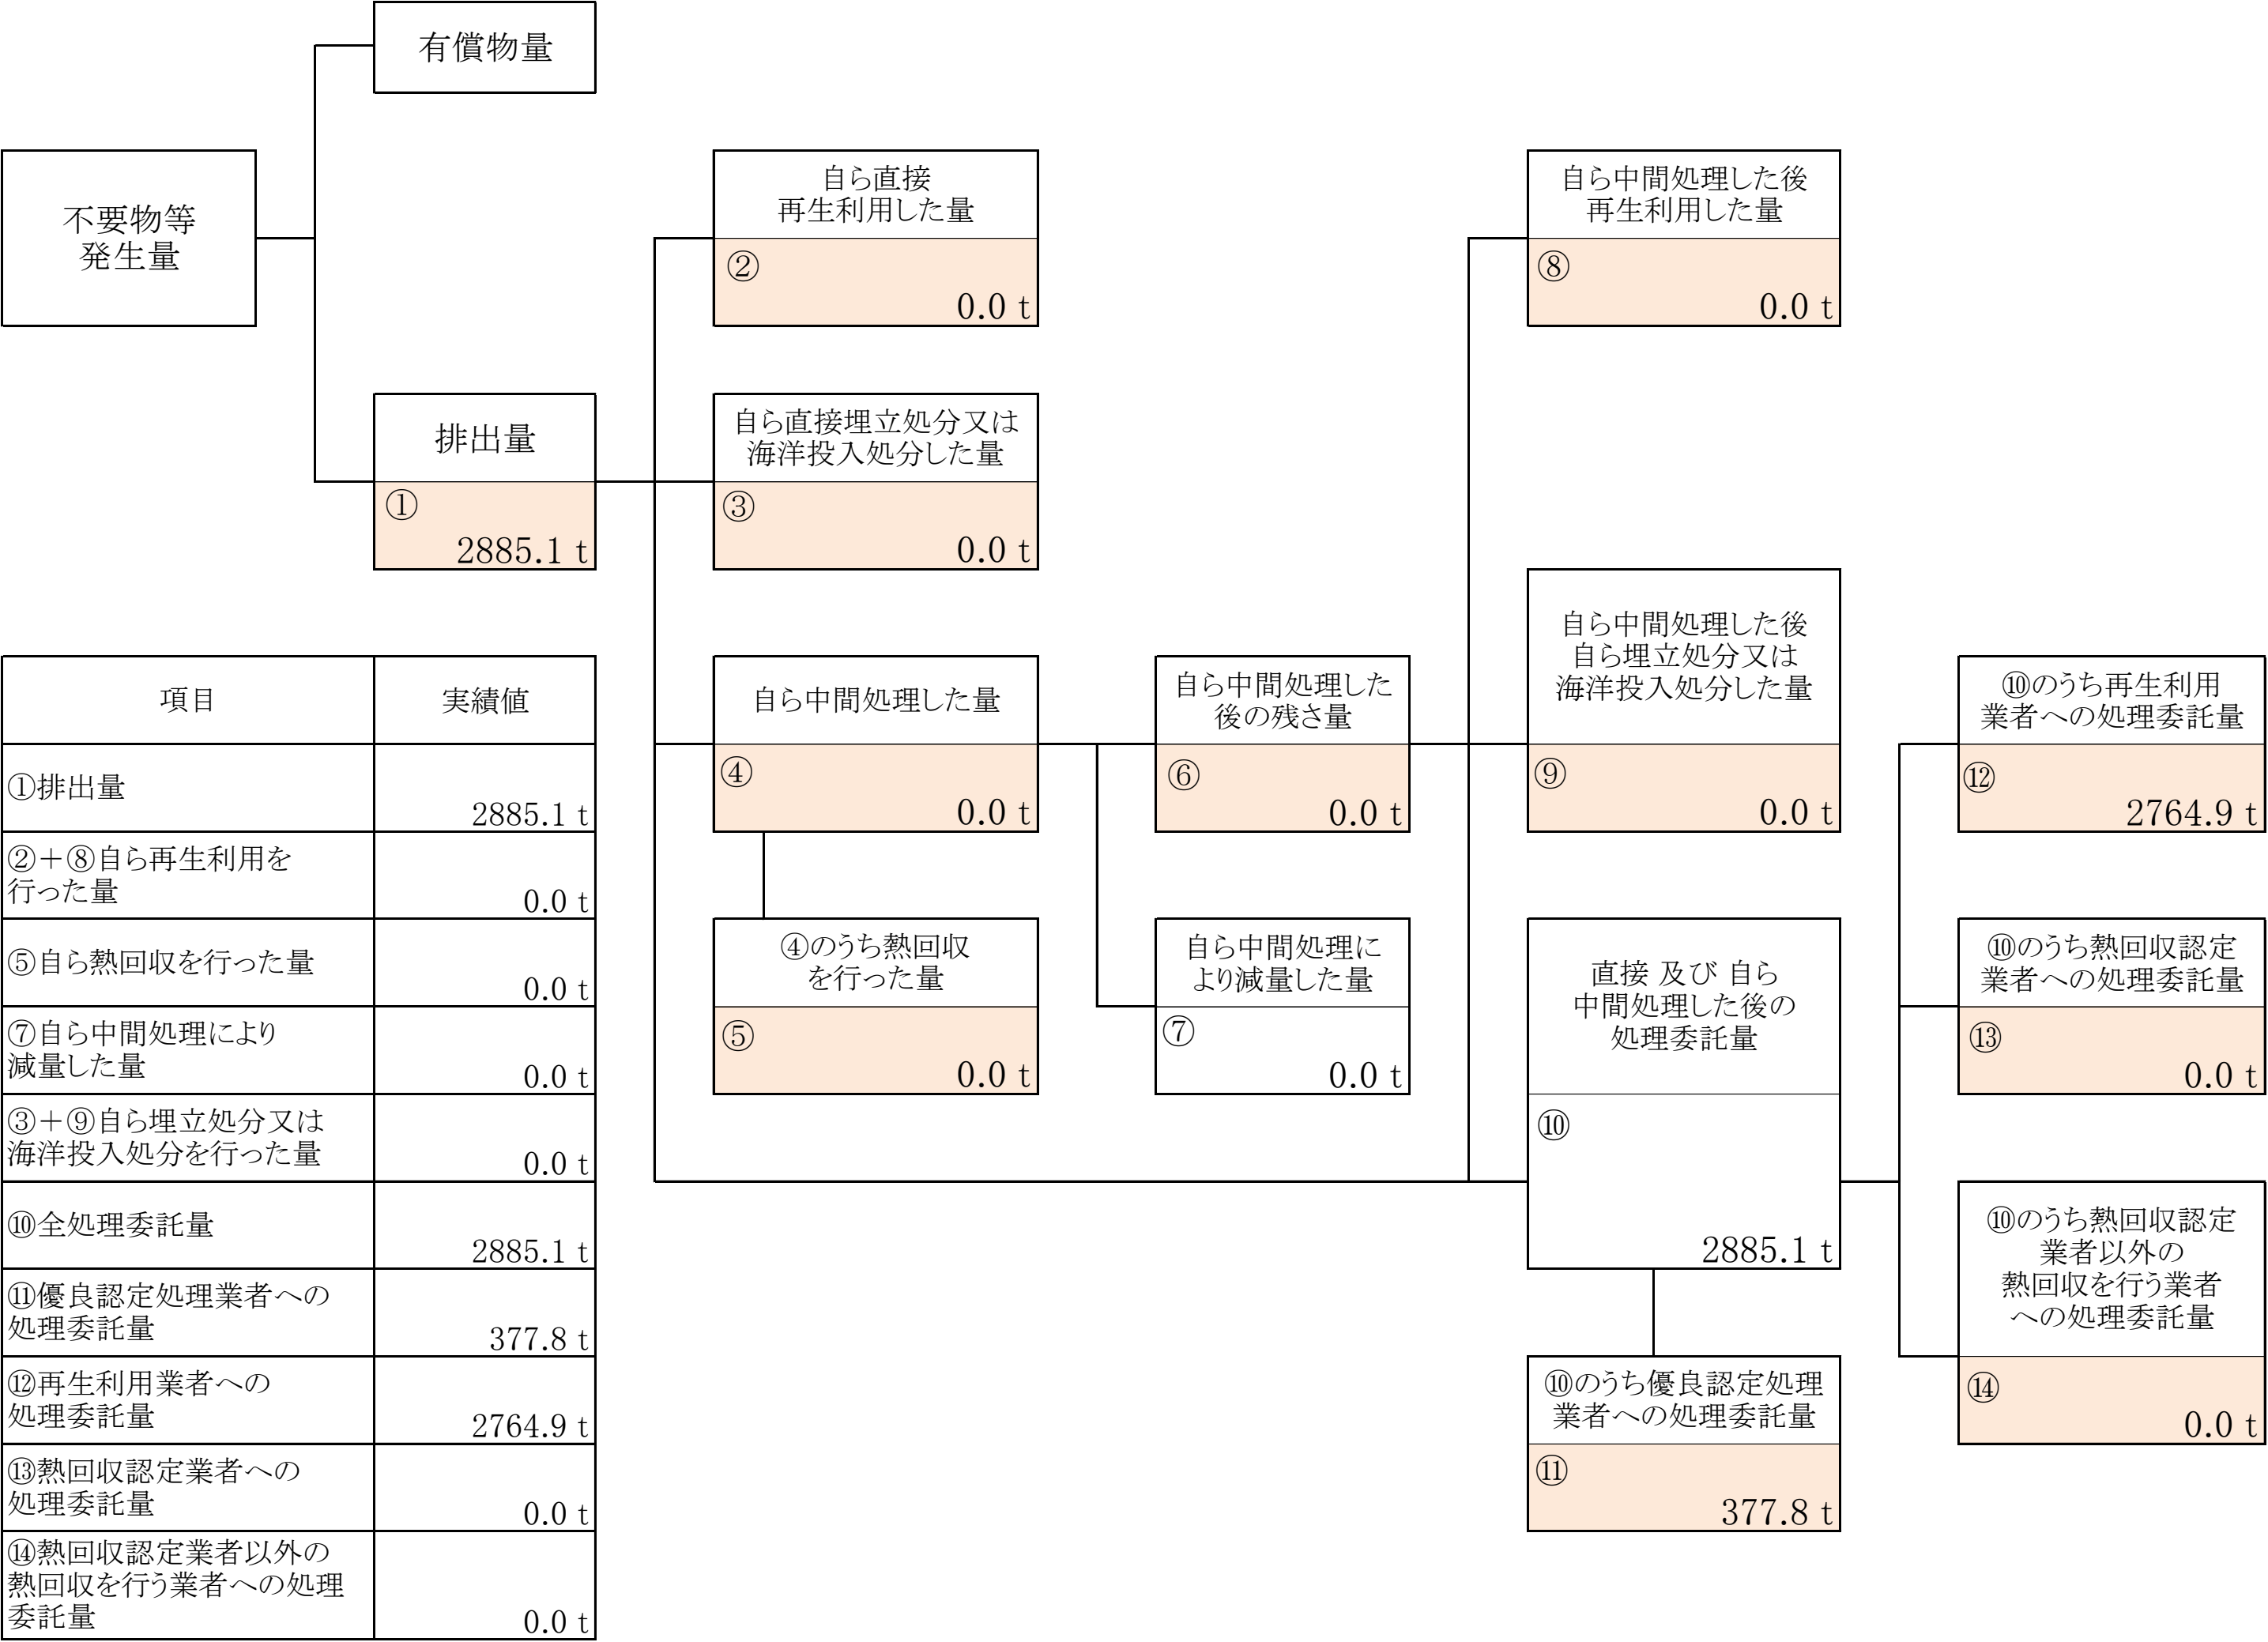 有償物量
不要物等
発生量
自ら直接
再生利用した量
②
0.0 t
自ら中間処理した後
再生利用した量
⑧
0.0 t
排出量
①
2885.1 t
自ら直接埋立処分又は
海洋投入処分した量
③
0.0 t
自ら中間処理した量
④
0.0 t
自ら中間処理した
後の残さ量
⑥
0.0 t
自ら中間処理した後
自ら埋立処分又は
海洋投入処分した量
⑨
0.0 t
⑩のうち再生利用
業者への処理委託量
⑫
2764.9 t
④のうち熱回収
を行った量
⑤
0.0 t
自ら中間処理に
より減量した量
⑦
0.0 t
直接 及び 自ら
中間処理した後の
処理委託量
⑩
2885.1 t
⑩のうち熱回収認定
業者への処理委託量
⑬
0.0 t
⑩のうち熱回収認定
業者以外の
熱回収を行う業者
への処理委託量
⑭
0.0 t
⑩のうち優良認定処理
業者への処理委託量
⑪
377.8 t
項目 実績値
①排出量
2885.1 t
②＋⑧自ら再生利用を
行った量
0.0 t
⑤自ら熱回収を行った量
0.0 t
⑦自ら中間処理により
減量した量
0.0 t
③＋⑨自ら埋立処分又は
海洋投入処分を行った量
0.0 t
⑩全処理委託量
2885.1 t
⑪優良認定処理業者への
処理委託量
377.8 t
⑫再生利用業者への
処理委託量
2764.9 t
⑬熱回収認定業者への
処理委託量
0.0 t
⑭熱回収認定業者以外の
熱回収を行う業者への処理
委託量
0.0 t